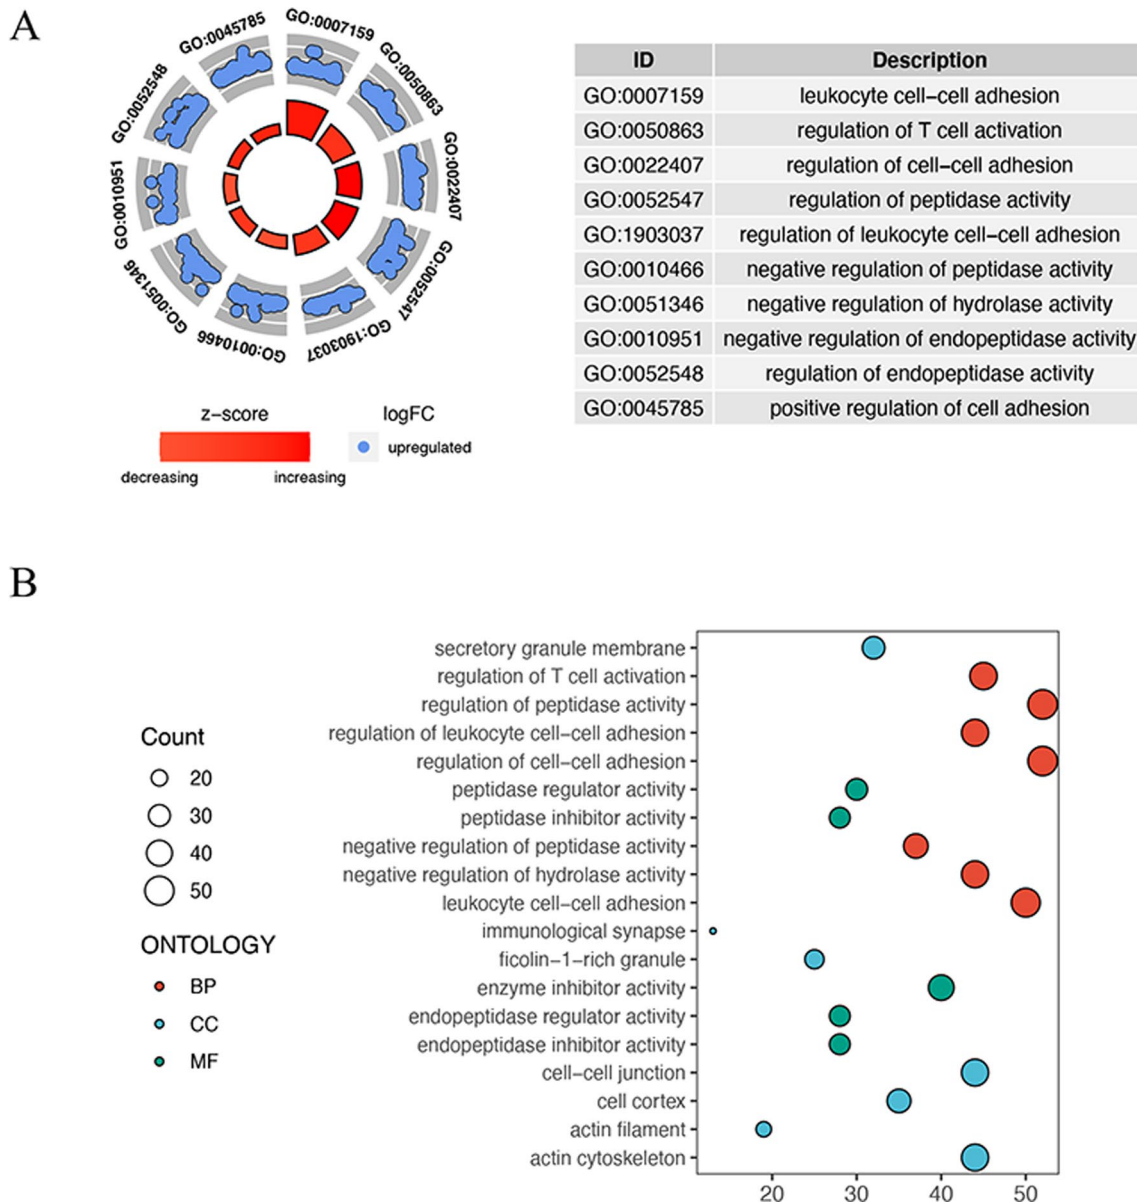 A
GO:0045785
GO:0007159
GO:0050863
GO:0022407
GO:0052547
GO:1903037
GO:0010466
GO:0051346
GO:0010951
GO:0052548
z-score
decreasing increasing
logFC
upregulated
ID Description
GO:0007159 leukocyte cell-cell adhesion
GO:0050863 regulation of T cell activation
GO:0022407 regulation of cell-cell adhesion
GO:0052547 regulation of peptidase activity
GO:1903037 regulation of leukocyte cell-cell adhesion
GO:0010466 negative regulation of peptidase activity
GO:0051346 negative regulation of hydrolase activity
GO:0010951 negative regulation of endopeptidase activity
GO:0052548 regulation of endopeptidase activity
GO:0045785 positive regulation of cell adhesion
B
Count
20
30
40
50
ONTOLOGY
BP
CC
MF
secretory granule membrane
regulation of T cell activation
regulation of peptidase activity
regulation of leukocyte cell-cell adhesion
regulation of cell-cell adhesion
peptidase regulator activity
peptidase inhibitor activity
negative regulation of peptidase activity
negative regulation of hydrolase activity
leukocyte cell-cell adhesion
immunological synapse
ficolin-1-rich granule
enzyme inhibitor activity
endopeptidase regulator activity
endopeptidase inhibitor activity
cell-cell junction
cell cortex
actin filament
actin cytoskeleton
20 30 40 50